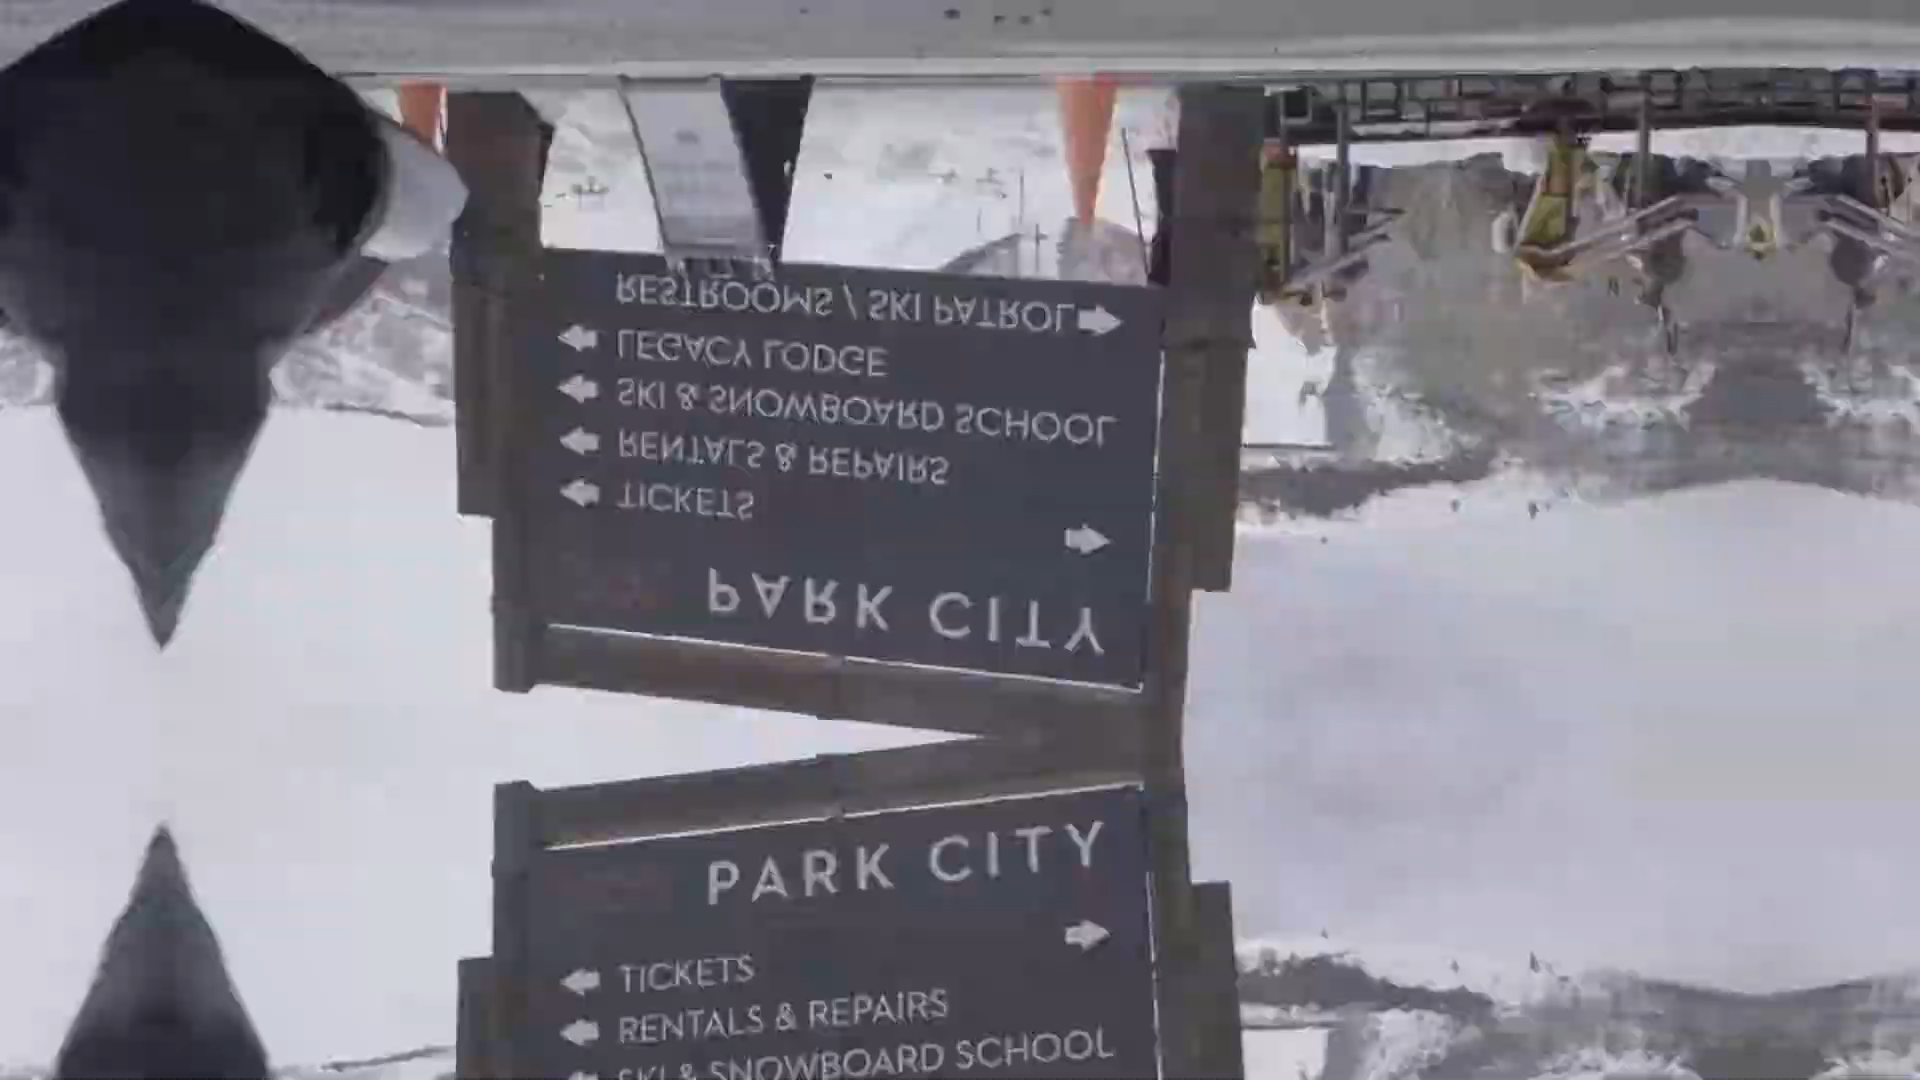 RESTROOMS / SKI PATROL
LEGACY LODGE
SKI & SNOWBOARD SCHOOL
RENTALS & REPAIRS
TICKETS
PARK CITY
PARK CITY
TICKETS
RENTALS & REPAIRS
SKI & SNOWBOARD SCHOOL